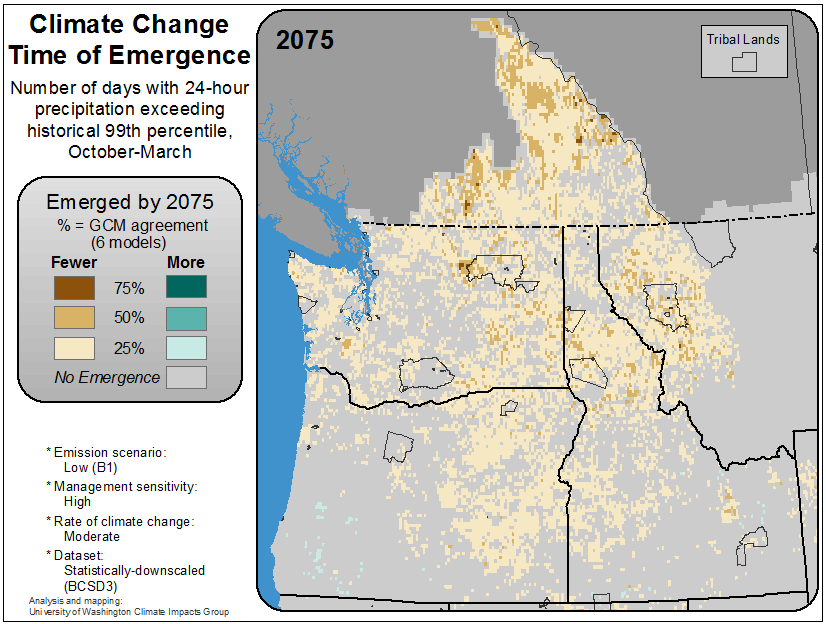 Climate Change
Time of Emergence
Number of days with 24-hour
precipitation exceeding
historical 99th percentile,
October-March
Emerged by 2075
% = GCM agreement
(6 models)
Fewer More
75%
50%
25%
No Emergence
* Emission scenario:
Low (B1)
* Management sensitivity:
High
* Rate of climate change:
Moderate
* Dataset:
Statistically-downscaled
(BCSD3)
Analysis and mapping:
University of Washington Climate Impacts Group
2075
Tribal Lands